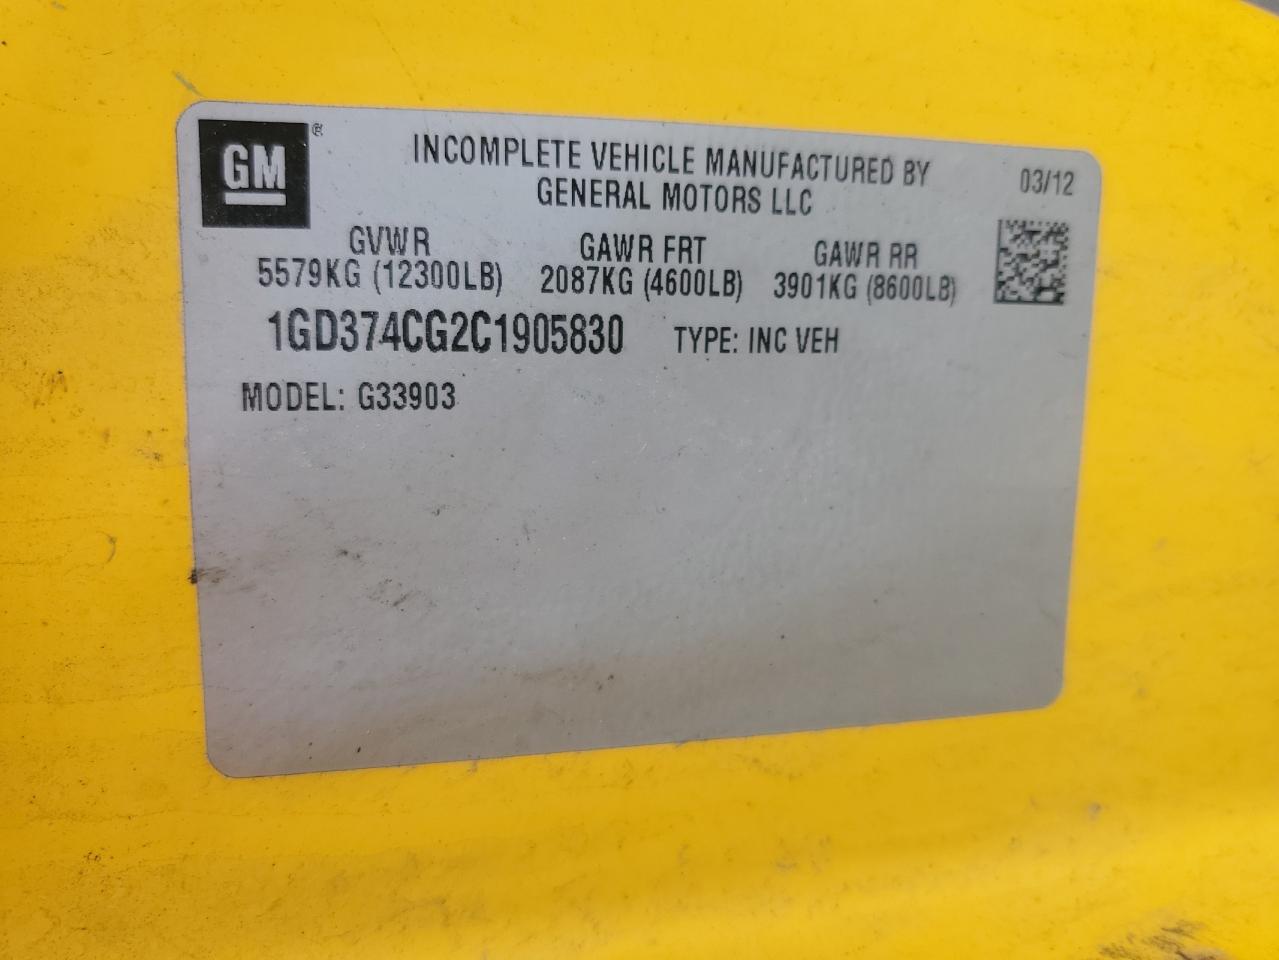 GM ®
INCOMPLETE VEHICLE MANUFACTURED BY
GENERAL MOTORS LLC
03/12
GVWR GAWR FRT GAWR RR
5579KG (12300LB) 2087KG (4600LB) 3901KG (8600LB)
1GD374CG2C1905830 TYPE: INC VEH
MODEL: G33903